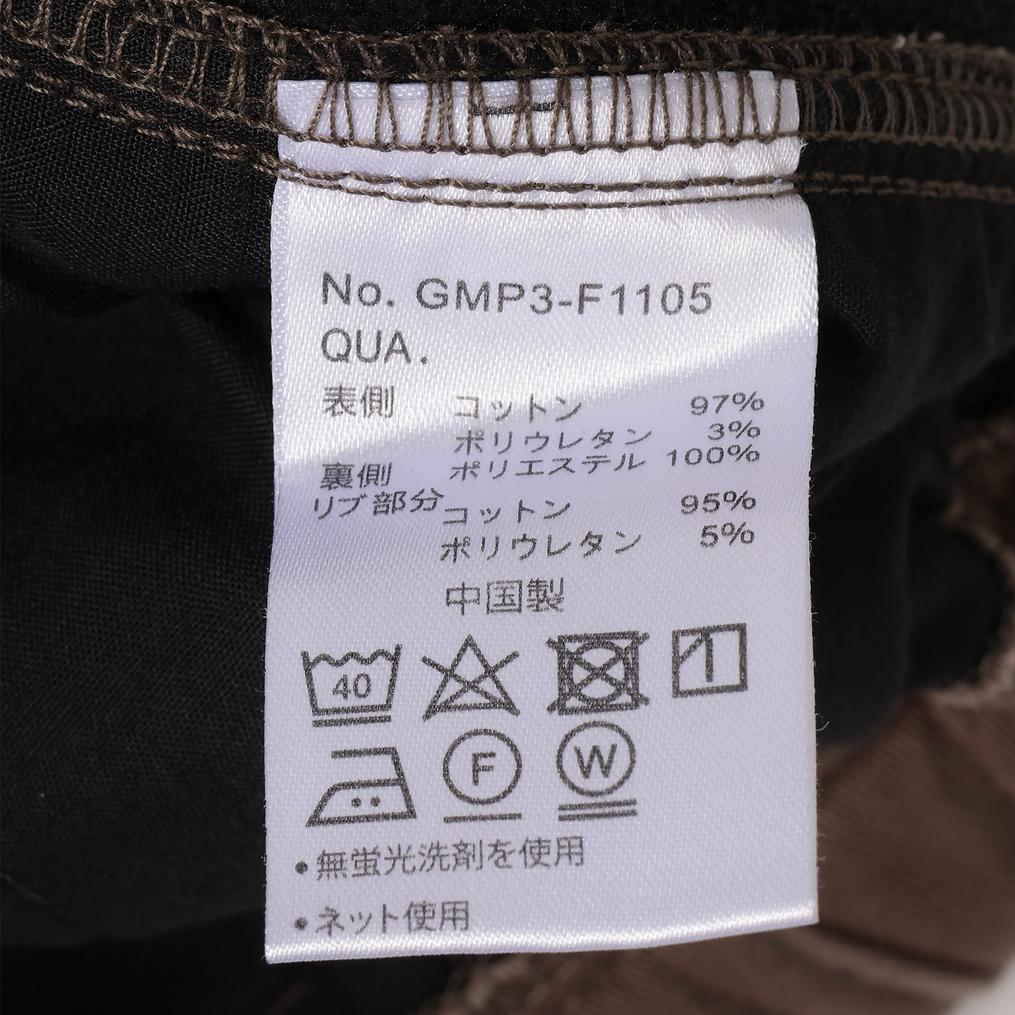 No. GMP3-F1105
QUA.
表側 コットン 97%
ポリウレタン 3%
裏側 ポリエステル 100%
リブ部分 コットン 95%
ポリウレタン 5%
中国製
40
F W
・無蛍光洗剤を使用
・ネット使用